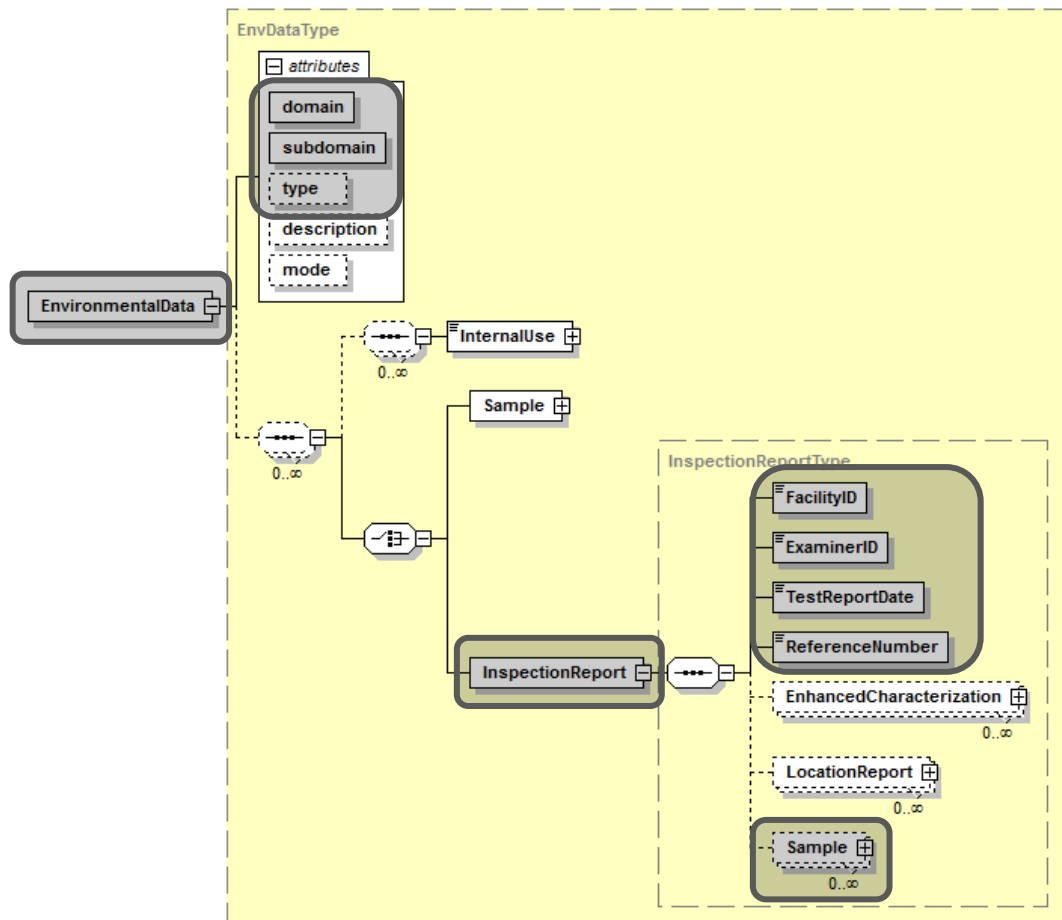 EnvDataType
attributes
domain
subdomain
type
description
mode
EnvironmentalData
InternalUse
0..∞
Sample
0..∞
InspectionReportType
FacilityID
ExaminerID
TestReportDate
ReferenceNumber
InspectionReport
EnhancedCharacterization
0..∞
LocationReport
0..∞
Sample
0..∞